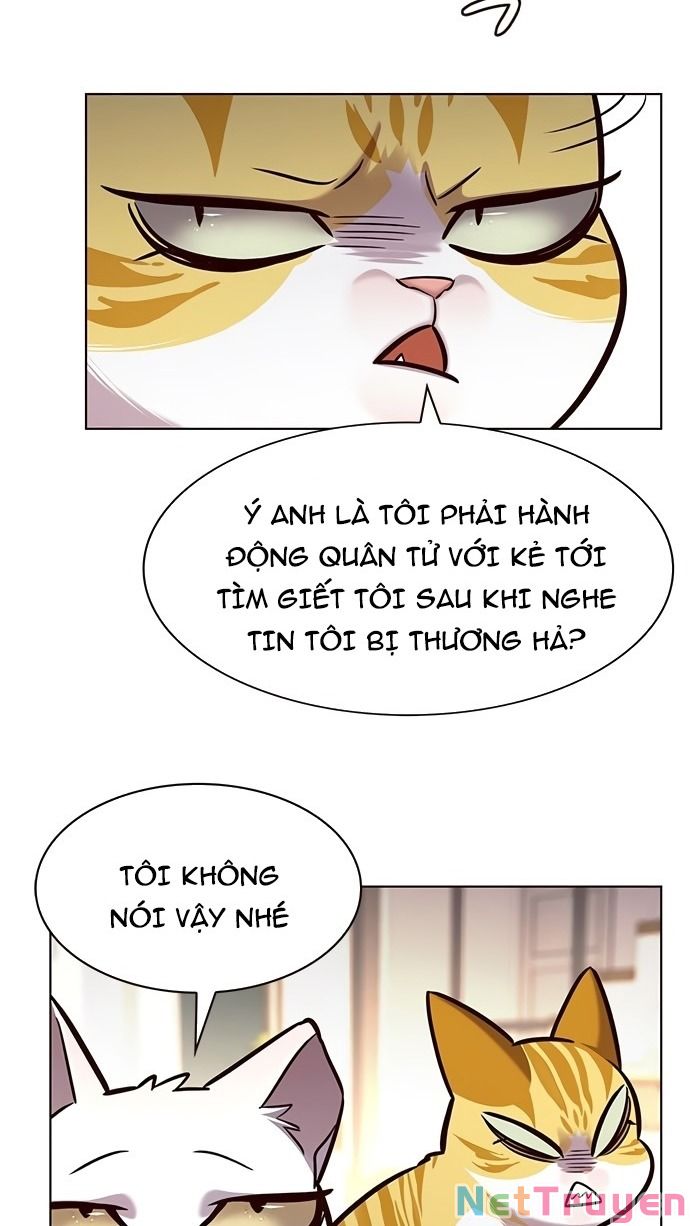 Ý ANH LÀ TÔI PHẢI HÀNH
ĐỘNG QUÂN TỬ VỚI KẺ TỚI
TÌM GIẾT TÔI SAU KHI NGHE
TIN TÔI BỊ THƯƠNG HẢ?
TÔI KHÔNG
NÓI VẬY NHÉ
NetTruyen